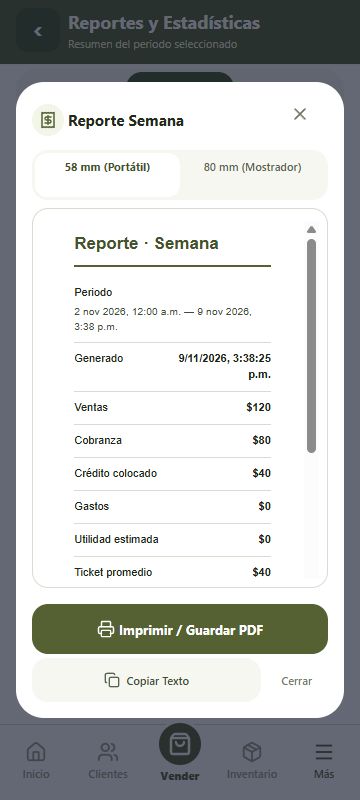 Reportes y Estadísticas
Resumen del periodo seleccionado
Reporte Semana
58 mm (Portátil)
80 mm (Mostrador)
Reporte · Semana
Periodo
2 nov 2026, 12:00 a.m. — 9 nov 2026,
3:38 p.m.
Generado 9/11/2026, 3:38:25
p.m.
Ventas $120
Cobranza $80
Crédito colocado $40
Gastos $0
Utilidad estimada $0
Ticket promedio $40
Imprimir / Guardar PDF
Copiar Texto
Cerrar
Inicio
Clientes
Vender
Inventario
Más